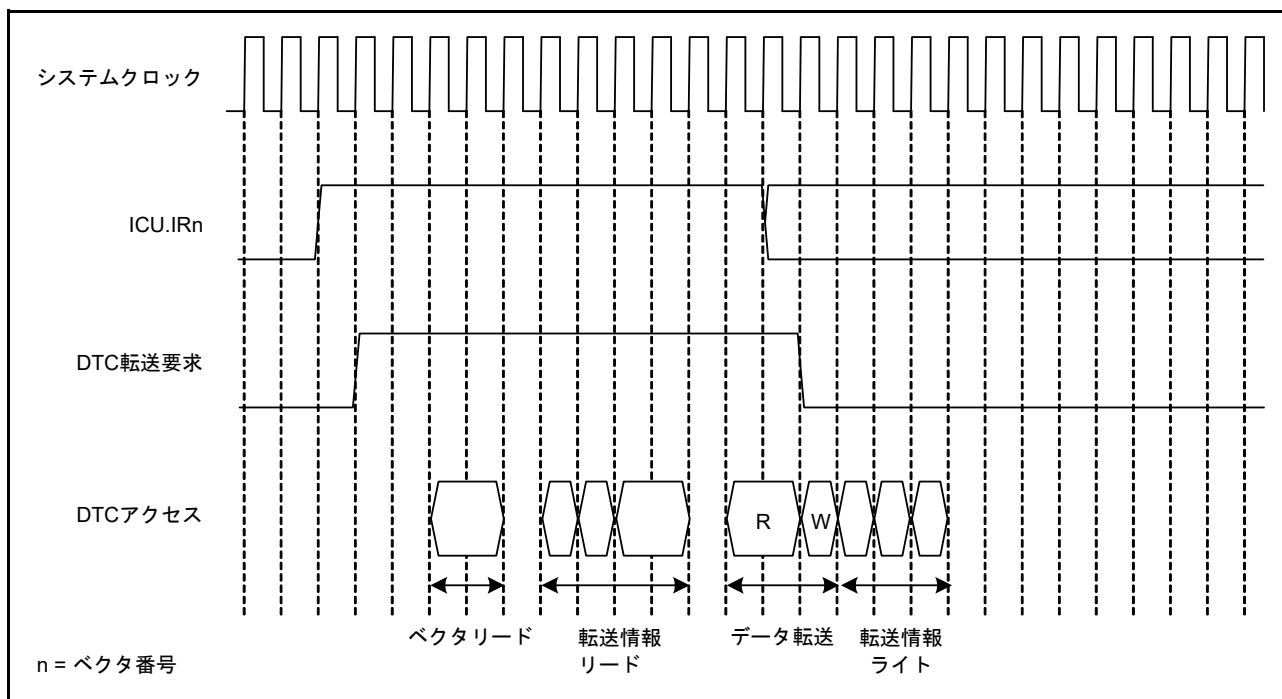 システムクロック
ICU.IRn
DTC転送要求
DTCアクセス
R
W
ベクタリード
転送情報
リード
データ転送
転送情報
ライト
n = ベクタ番号